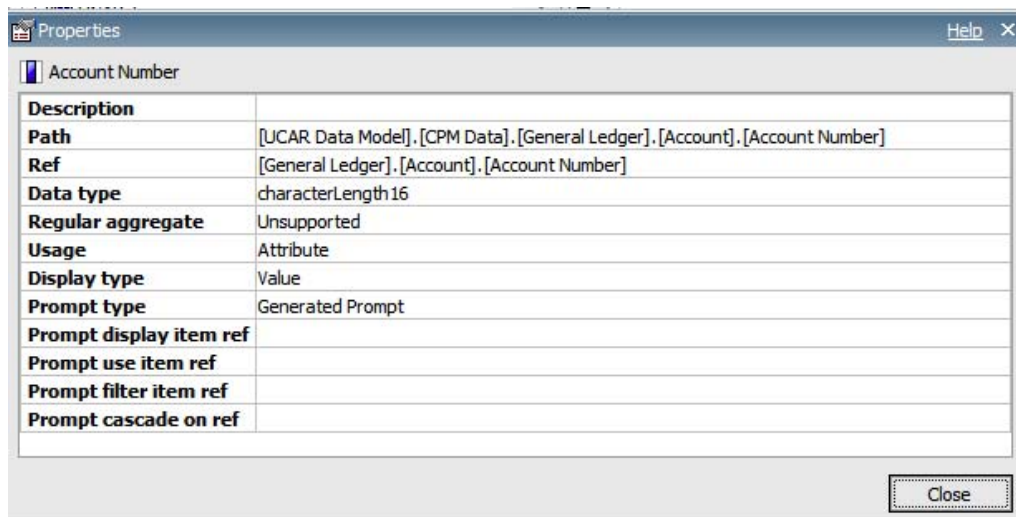 Properties Help
Account Number
Description
Path [UCAR Data Model].[CPM Data].[General Ledger].[Account].[Account Number]
Ref [General Ledger].[Account].[Account Number]
Data type characterLength16
Regular aggregate Unsupported
Usage Attribute
Display type Value
Prompt type Generated Prompt
Prompt display item ref
Prompt use item ref
Prompt filter item ref
Prompt cascade on ref
Close